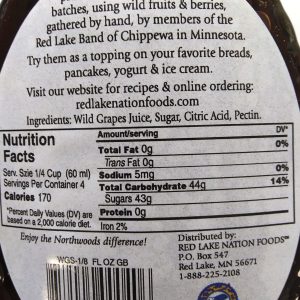 batches, using wild fruits & berries,
gathered by hand, by members of the
Red Lake Band of Chippewa in Minnesota.
Try them as a topping on your favorite breads,
pancakes, yogurt & ice cream.
Visit our website for recipes & online ordering:
redlakenationfoods.com
Ingredients: Wild Grapes Juice, Sugar, Citric Acid, Pectin.
Nutrition
Facts
Serv. Szie 1/4 Cup (60 ml)
Servings Per Container 4
Calories 170
*Percent Daily Values (DV) are
based on a 2,000 calorie diet.
Amount/serving DV*
Total Fat 0g 0%
Trans Fat 0g
Sodium 5mg 0%
Total Carbohydrate 44g 14%
Sugars 43g
Protein 0g
Iron 2%
Enjoy the Northwoods difference!
WGS-1/8 FL OZ GB
Distributed by:
RED LAKE NATION FOODS™
P.O. Box 547
Red Lake, MN 56671
1-888-225-2108